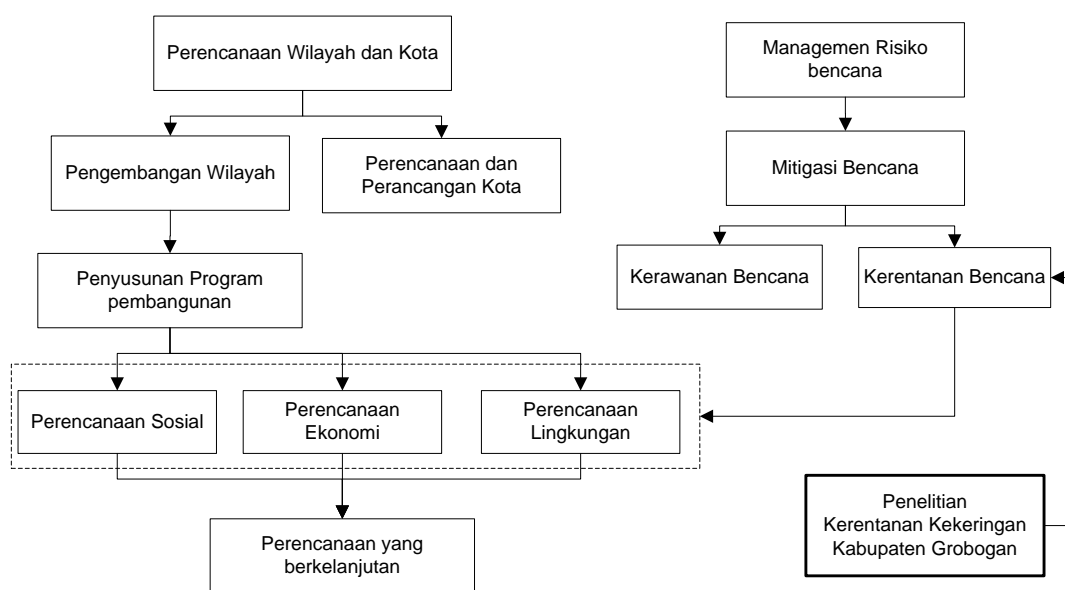 Perencanaan Wilayah dan Kota
Managemen Risiko
bencana
Pengembangan Wilayah
Perencanaan dan
Perancangan Kota
Mitigasi Bencana
Penyusunan Program
pembangunan
Kerawanan Bencana
Kerentanan Bencana
Perencanaan Sosial
Perencanaan
Ekonomi
Perencanaan
Lingkungan
Penelitian
Kerentanan Kekeringan
Kabupaten Grobogan
Perencanaan yang
berkelanjutan